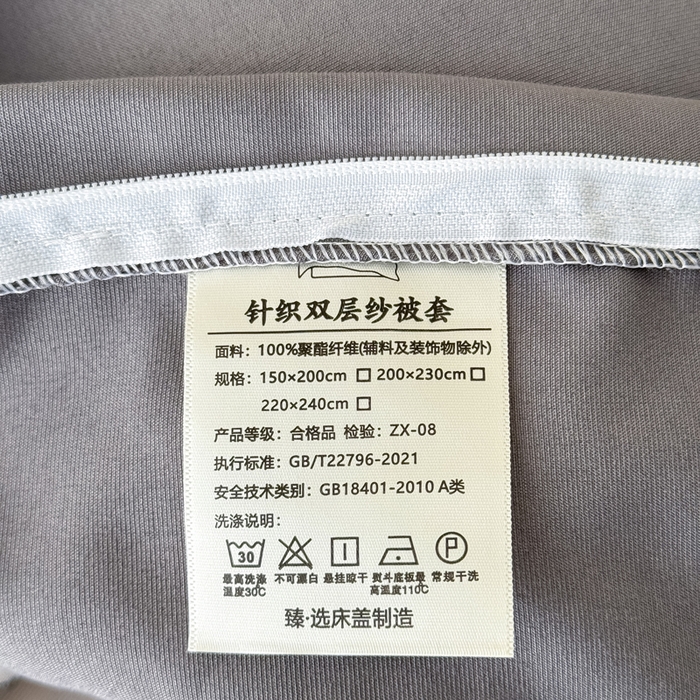 针织双层纱被套
面料：100%聚酯纤维(辅料及装饰物除外)
规格：150×200cm □ 200×230cm □
220×240cm □
产品等级：合格品 检验：ZX-08
执行标准：GB/T22796-2021
安全技术类别：GB18401-2010 A类
洗涤说明：
30 P
最高洗涤 不可漂白 悬挂晾干 熨斗底板最 常规干洗
温度30C 高温度110C
臻·选床盖制造